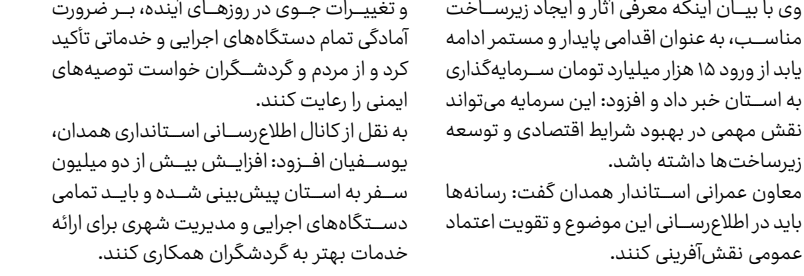 وی با بیان اینکه معرفی آثار و ایجاد زیرساخت
مناسب، به عنوان اقدامی پایدار و مستمر ادامه
یابد از ورود ۱۵ هزار میلیارد تومان سرمایه‌گذاری
به استان خبر داد و افزود: این سرمایه می‌تواند
نقش مهمی در بهبود شرایط اقتصادی و توسعه
زیرساخت‌ها داشته باشد.
معاون عمرانی استاندار همدان گفت: رسانه‌ها
باید در اطلاع‌رسانی این موضوع و تقویت اعتماد
عمومی نقش‌آفرینی کنند.
و تغییرات جوی در روزهای آینده، بر ضرورت
آمادگی تمام دستگاه‌های اجرایی و خدماتی تأکید
کرد و از مردم و گردشگران خواست توصیه‌های
ایمنی را رعایت کنند.
به نقل از کانال اطلاع‌رسانی استانداری همدان،
یوسفیان افزود: افزایش بیش از دو میلیون
سفر به استان پیش‌بینی شده و باید تمامی
دستگاه‌های اجرایی و مدیریت شهری برای ارائه
خدمات بهتر به گردشگران همکاری کنند.